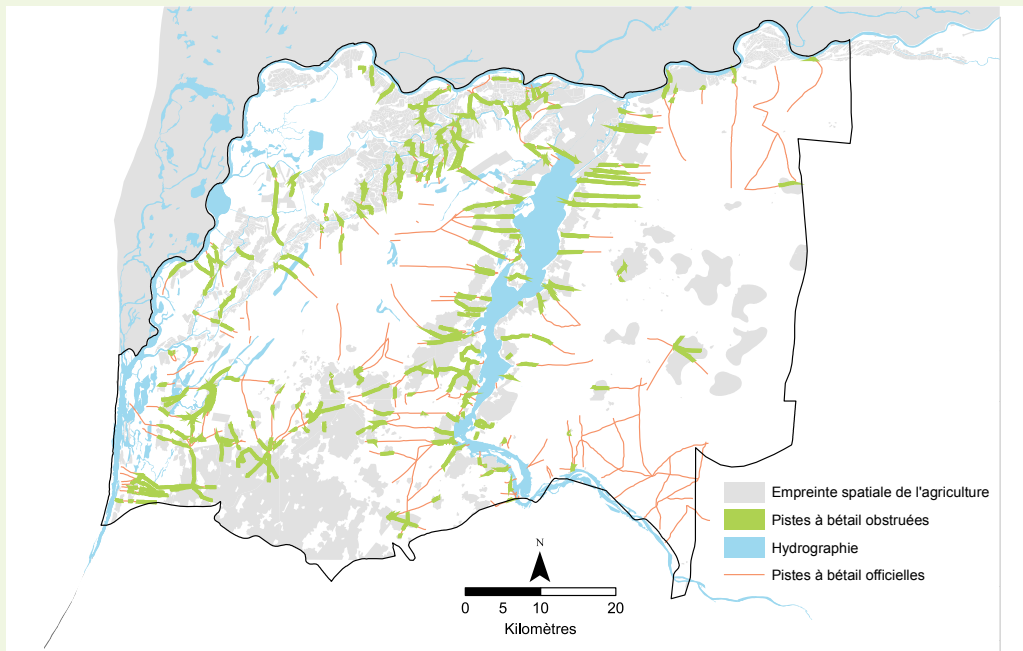 Empreinte spatiale de l'agriculture
Pistes à bétail obstruées
Hydrographie
Pistes à bétail officielles
N
0 5 10 20
Kilomètres